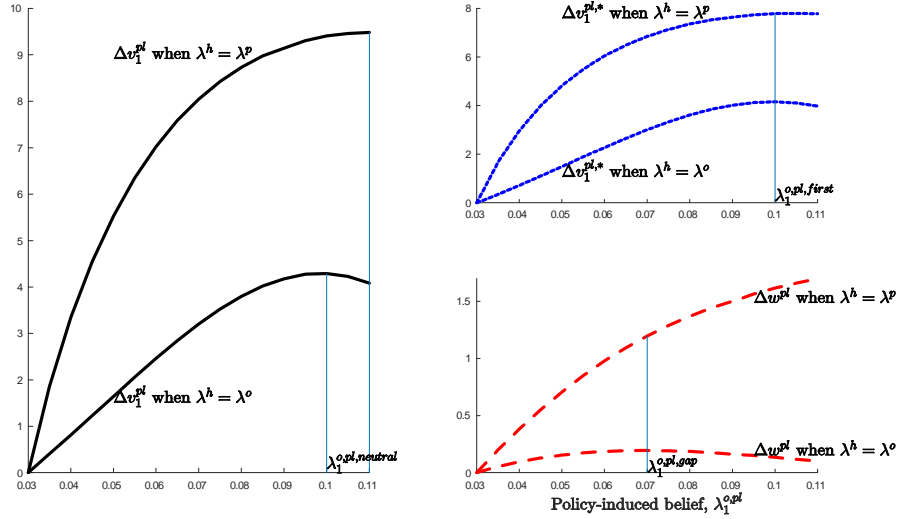 10
9
8
7
6
5
4
3
2
1
0
0.03 0.04 0.05 0.06 0.07 0.08 0.09 0.1 0.11
Δv₁^{pl} when λ^h = λ^p
Δv₁^{pl} when λ^h = λ^o
λ₁^{o,pl,neutral}
8
6
4
2
0
0.03 0.04 0.05 0.06 0.07 0.08 0.09 0.1 0.11
Δv₁^{pl,*} when λ^h = λ^p
Δv₁^{pl,*} when λ^h = λ^o
λ₁^{o,pl,first}
1.5
1
0.5
0
0.03 0.04 0.05 0.06 0.07 0.08 0.09 0.1 0.11
Δw^{pl} when λ^h = λ^p
Δw^{pl} when λ^h = λ^o
λ₁^{o,pl,gap}
Policy-induced belief, λ₁^{o,pl}